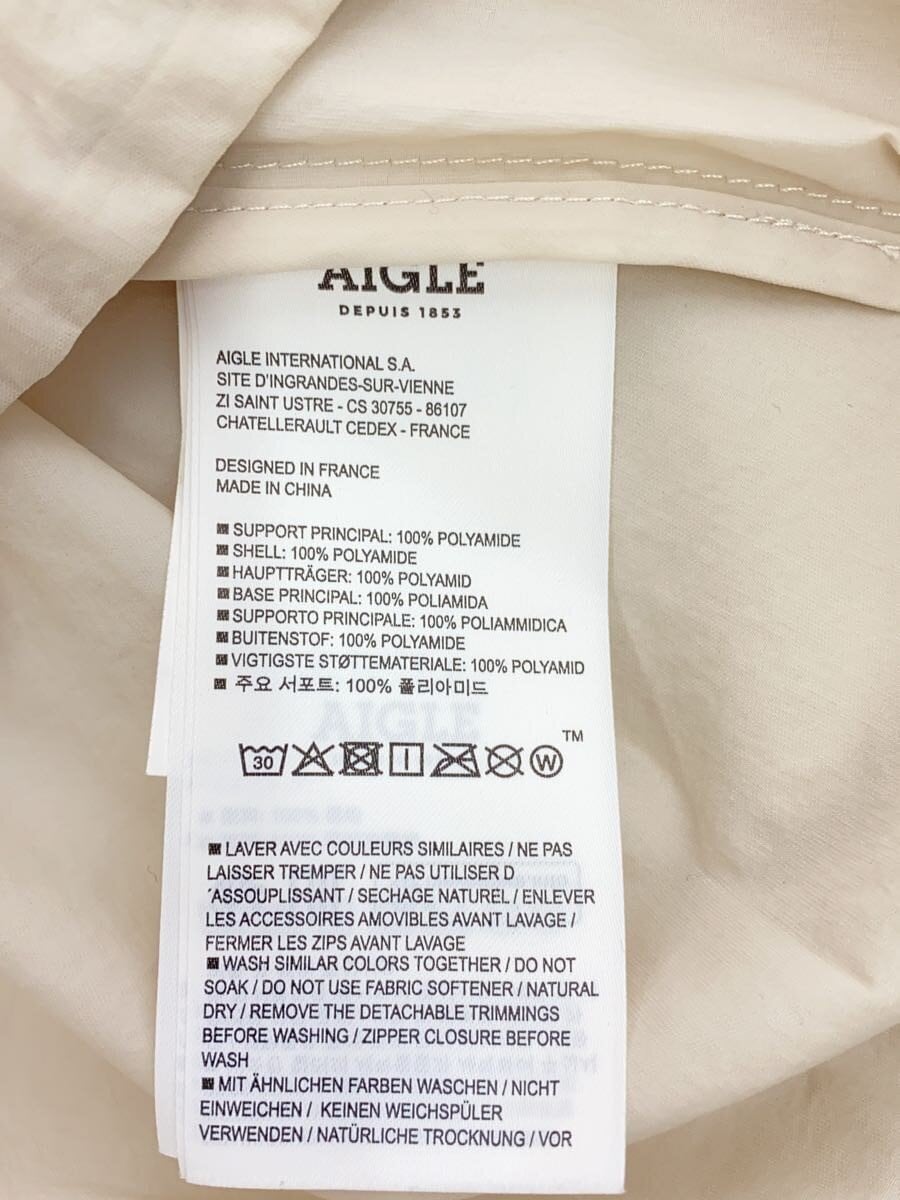 AIGLE
DEPUIS 1853
AIGLE INTERNATIONAL S.A.
SITE D'INGRANDES-SUR-VIENNE
ZI SAINT USTRE - CS 30755 - 86107
CHATELLERAULT CEDEX - FRANCE
DESIGNED IN FRANCE
MADE IN CHINA
SUPPORT PRINCIPAL: 100% POLYAMIDE
SHELL: 100% POLYAMIDE
HAUPTTRÄGER: 100% POLYAMID
BASE PRINCIPAL: 100% POLIAMIDA
SUPPORTO PRINCIPALE: 100% POLIAMMIDICA
BUITENSTOF: 100% POLYAMIDE
VIGTIGSTE STØTTEMATERIALE: 100% POLYAMID
주요 서포트: 100% 폴리아미드
TM
30 W
LAVER AVEC COULEURS SIMILAIRES / NE PAS
LAISSER TREMPER / NE PAS UTILISER D
´ASSOUPLISSANT / SECHAGE NATUREL / ENLEVER
LES ACCESSOIRES AMOVIBLES AVANT LAVAGE /
FERMER LES ZIPS AVANT LAVAGE
WASH SIMILAR COLORS TOGETHER / DO NOT
SOAK / DO NOT USE FABRIC SOFTENER / NATURAL
DRY / REMOVE THE DETACHABLE TRIMMINGS
BEFORE WASHING / ZIPPER CLOSURE BEFORE
WASH
MIT ÄHNLICHEN FARBEN WASCHEN / NICHT
EINWEICHEN / KEINEN WEICHSPÜLER
VERWENDEN / NATÜRLICHE TROCKNUNG / VOR